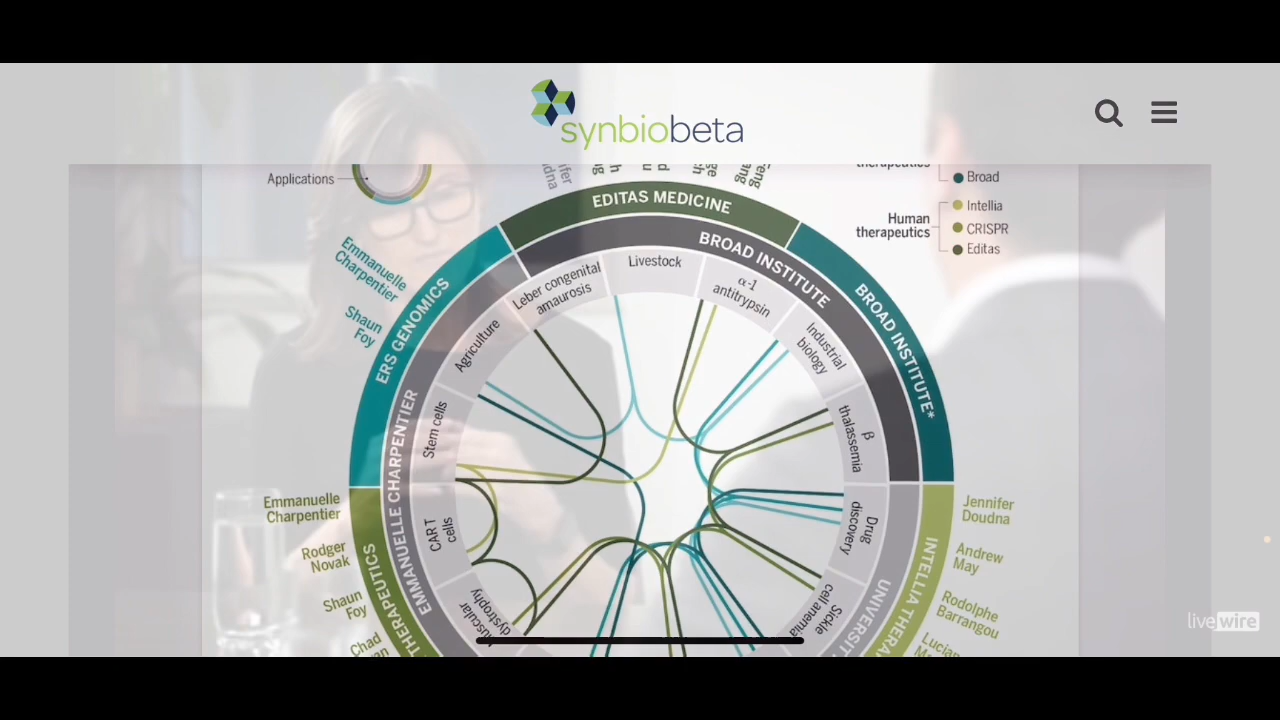 synbiobeta
Applications
therapeutics
Broad
Human
therapeutics
Intellia
CRISPR
Editas
EDITAS MEDICINE
BROAD INSTITUTE
BROAD INSTITUTE*
ERS GENOMICS
Emmanuelle
Charpentier
Shaun
Foy
EMMANUELLE CHARPENTIER
Leber congenital
amaurosis
Livestock
α-1
antitrypsin
Industrial
biology
Agriculture
Stem cells
β
thalassemia
CAR T
cells
Drug
discovery
dystrophy
Sickle
cell anemia
Emmanuelle
Charpentier
Rodger
Novak
Shaun
Foy
Chad
THERAPEUTICS
Jennifer
Doudna
Andrew
May
Rodolphe
Barrangou
INTELLIA
livewire